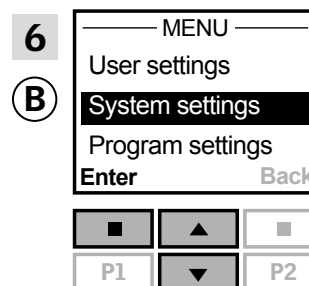 6
B
MENU
User settings
System settings
Program settings
Enter Back
P1 P2